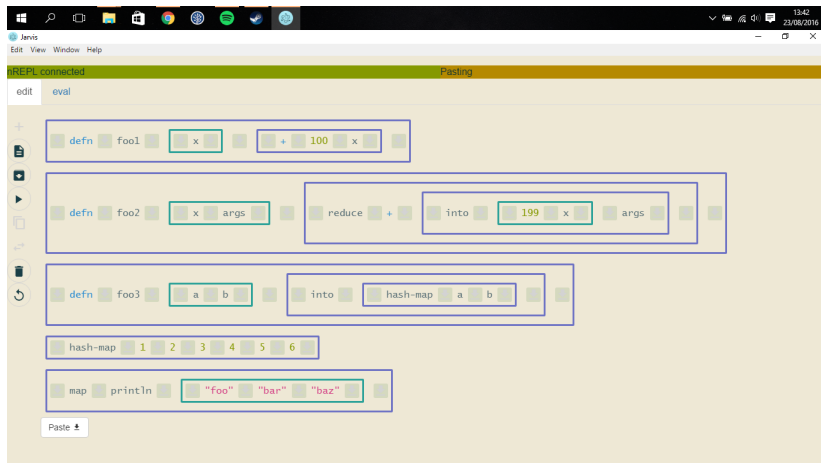 13:42
23/08/2016
Jarvis
Edit View Window Help
nREPL connected Pasting
edit eval
defn foo1 x + 100 x
defn foo2 x args reduce + into 199 x args
defn foo3 a b into hash-map a b
hash-map 1 2 3 4 5 6
map println "foo" "bar" "baz"
Paste